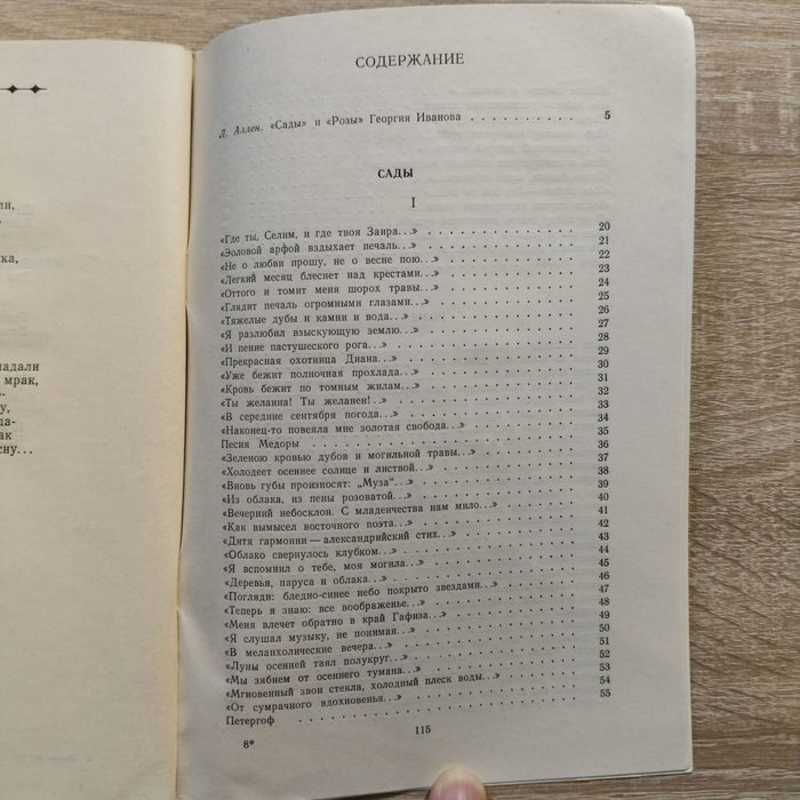 ли,
ка,
падали
мрак,
у,
па-
ак
сну...
СОДЕРЖАНИЕ
Л. Аллен. «Сады» и «Розы» Георгия Иванова . . . . . . . . . . 5
САДЫ
I
«Где ты, Селим, и где твоя Заира...» . . . . . . . . . . 20
«Эоловой арфой вздыхает печаль...» . . . . . . . . . . 21
«Не о любви прошу, не о весне пою... . . . . . . . . . . 22
«Легкий месяц блеснет над крестами...» . . . . . . . . . . 23
«Оттого и томит меня шорох травы...» . . . . . . . . . . 24
«Глядит печаль огромными глазами...» . . . . . . . . . . 25
«Тяжелые дубы и камни и вода...» . . . . . . . . . . 26
«Я разлюбил взыскующую землю...» . . . . . . . . . . 27
«И пение пастушеского рога...» . . . . . . . . . . 28
«Прекрасная охотница Диана...» . . . . . . . . . . 29
«Уже бежит полночная прохлада...» . . . . . . . . . . 30
«Кровь бежит по томным жилам...» . . . . . . . . . . 31
«Ты желанна! Ты желанен!..» . . . . . . . . . . 32
«В середине сентября погода...» . . . . . . . . . . 33
«Наконец-то повеяла мне золотая свобода...» . . . . . . . . . . 34
Песня Медоры . . . . . . . . . . 35
«Зеленою кровью дубов и могильной травы...» . . . . . . . . . . 36
«Холодеет осеннее солнце и листвой...» . . . . . . . . . . 37
«Вновь губы произносят: „Муза“...» . . . . . . . . . . 38
«Из облака, из пены розоватой...» . . . . . . . . . . 39
«Вечерний небосклон. С младенчества нам мило...» . . . . . . . . . . 40
«Как вымысел восточного поэта...» . . . . . . . . . . 41
«Дитя гармонии — александрийский стих...» . . . . . . . . . . 42
«Облако свернулось клубком...» . . . . . . . . . . 43
«Я вспомнил о тебе, моя могила...» . . . . . . . . . . 44
«Деревья, паруса и облака...» . . . . . . . . . . 45
«Погляди: бледно-синее небо покрыто звездами...» . . . . . . . . . . 46
«Теперь я знаю: все воображенье...» . . . . . . . . . . 47
«Меня влечет обратно в край Гафиза...» . . . . . . . . . . 48
«Я слушал музыку, не понимая...» . . . . . . . . . . 49
«В меланхолические вечера...» . . . . . . . . . . 50
«Луны осенней таял полукруг...» . . . . . . . . . . 51
«Мы зябнем от осеннего тумана...» . . . . . . . . . . 52
«Мгновенный звон стекла, холодный плеск воды...» . . . . . . . . . . 53
«От сумрачного вдохновенья...» . . . . . . . . . . 54
Петергоф . . . . . . . . . . 55
8*
115